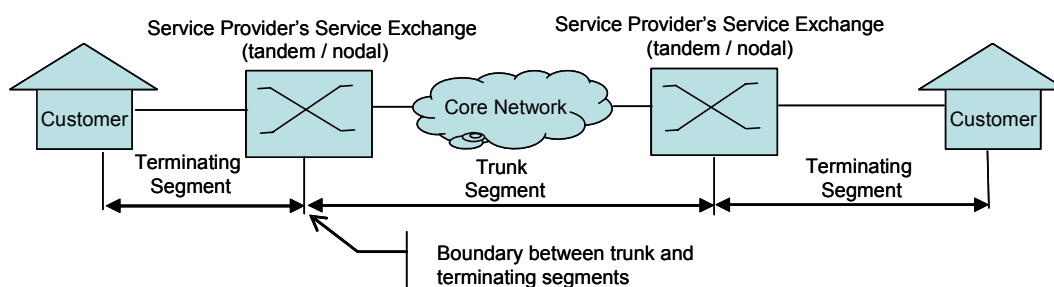 Service Provider’s Service Exchange
(tandem / nodal)
Service Provider’s Service Exchange
(tandem / nodal)
Customer
Core Network
Customer
Terminating
Segment
Trunk
Segment
Terminating
Segment
Boundary between trunk and
terminating segments